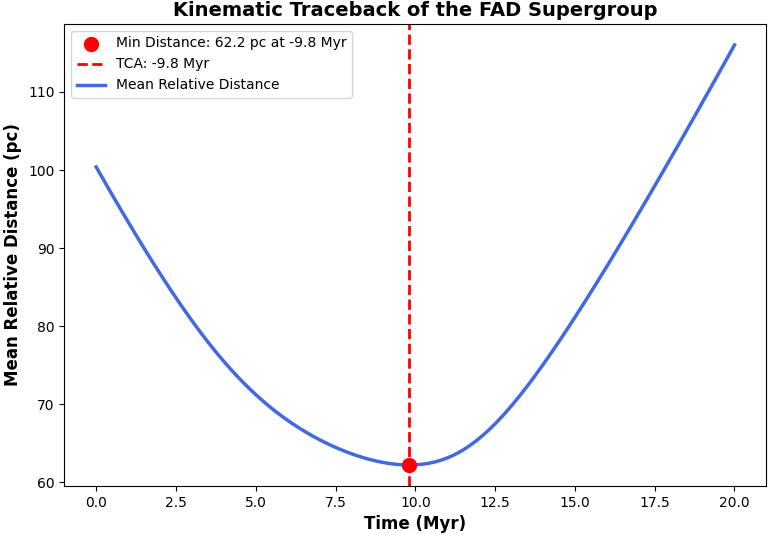 Kinematic Traceback of the FAD Supergroup
Min Distance: 62.2 pc at -9.8 Myr
TCA: -9.8 Myr
Mean Relative Distance
Mean Relative Distance (pc)
110
100
90
80
70
60
0.0 2.5 5.0 7.5 10.0 12.5 15.0 17.5 20.0
Time (Myr)